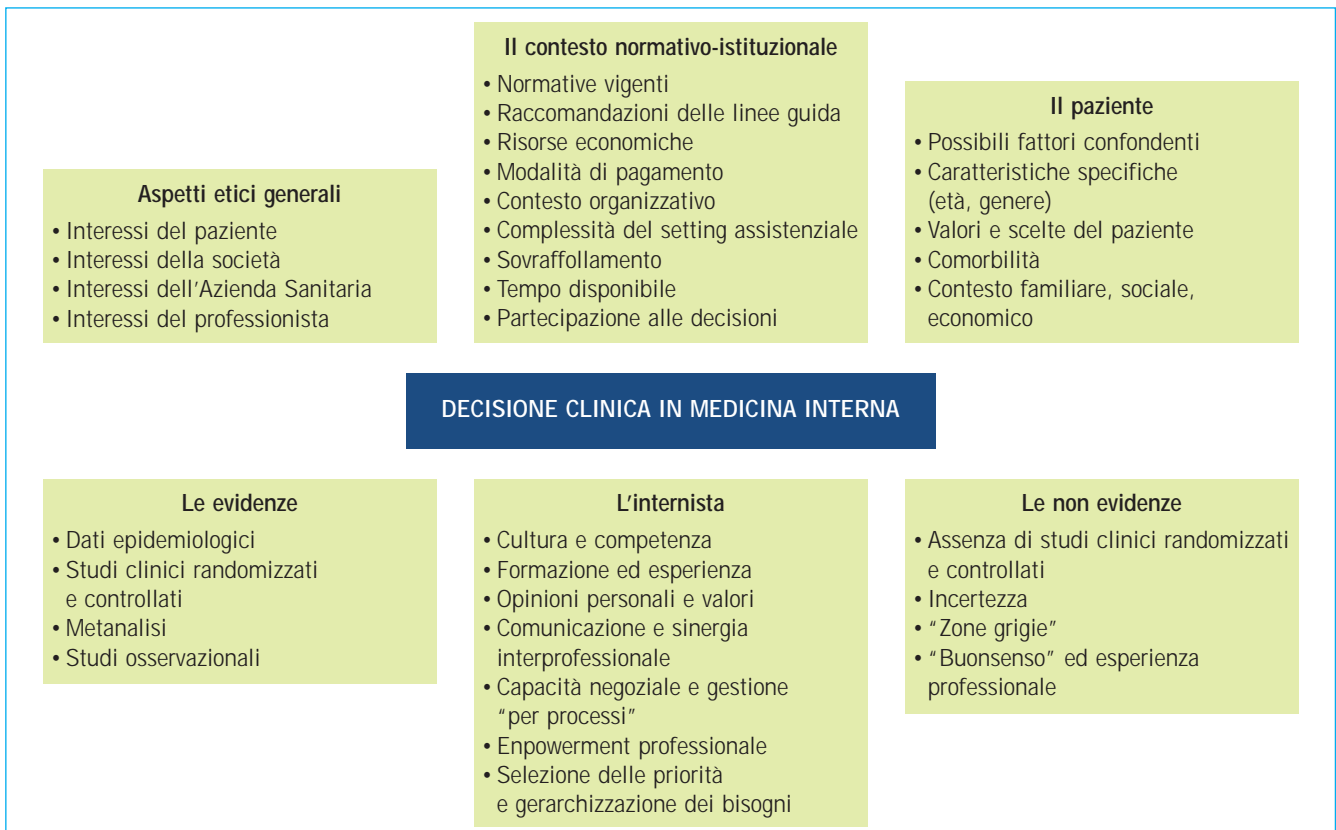 Aspetti etici generali
• Interessi del paziente
• Interessi della società
• Interessi dell'Azienda Sanitaria
• Interessi del professionista
Il contesto normativo-istituzionale
• Normative vigenti
• Raccomandazioni delle linee guida
• Risorse economiche
• Modalità di pagamento
• Contesto organizzativo
• Complessità del setting assistenziale
• Sovraffollamento
• Tempo disponibile
• Partecipazione alle decisioni
Il paziente
• Possibili fattori confondenti
• Caratteristiche specifiche
(età, genere)
• Valori e scelte del paziente
• Comorbilità
• Contesto familiare, sociale,
economico
DECISIONE CLINICA IN MEDICINA INTERNA
Le evidenze
• Dati epidemiologici
• Studi clinici randomizzati
e controllati
• Metanalisi
• Studi osservazionali
L'internista
• Cultura e competenza
• Formazione ed esperienza
• Opinioni personali e valori
• Comunicazione e sinergia
interprofessionale
• Capacità negoziale e gestione
"per processi"
• Enpowerment professionale
• Selezione delle priorità
e gerarchizzazione dei bisogni
Le non evidenze
• Assenza di studi clinici randomizzati
e controllati
• Incertezza
• "Zone grigie"
• "Buonsenso" ed esperienza
professionale